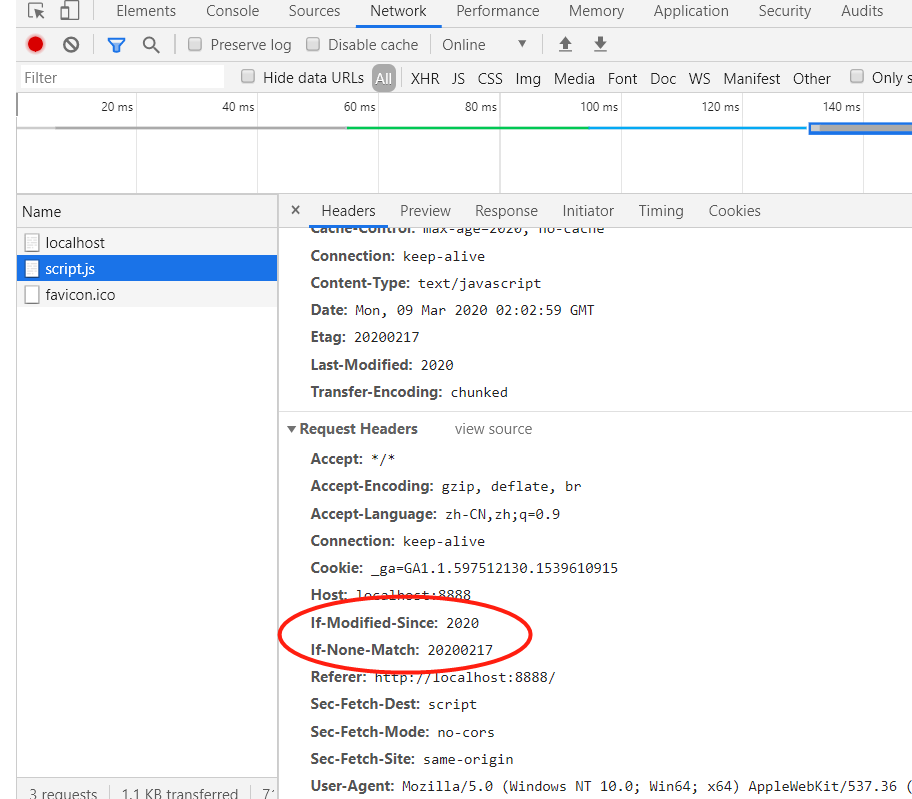 Elements Console Sources Network Performance Memory Application Security Audits
Preserve log Disable cache Online ▼
Filter Hide data URLs All XHR JS CSS Img Media Font Doc WS Manifest Other Only
20 ms 40 ms 60 ms 80 ms 100 ms 120 ms 140 ms
Name × Headers Preview Response Initiator Timing Cookies
localhost
script.js
favicon.ico
Cache-Control: max-age=2020, no-cache
Connection: keep-alive
Content-Type: text/javascript
Date: Mon, 09 Mar 2020 02:02:59 GMT
Etag: 20200217
Last-Modified: 2020
Transfer-Encoding: chunked
▼ Request Headers view source
Accept: */*
Accept-Encoding: gzip, deflate, br
Accept-Language: zh-CN,zh;q=0.9
Connection: keep-alive
Cookie: _ga=GA1.1.597512130.1539610915
Host: localhost:8888
If-Modified-Since: 2020
If-None-Match: 20200217
Referer: http://localhost:8888/
Sec-Fetch-Dest: script
Sec-Fetch-Mode: no-cors
Sec-Fetch-Site: same-origin
User-Agent: Mozilla/5.0 (Windows NT 10.0; Win64; x64) AppleWebKit/537.36 (
3 requests 1.1 KB transferred